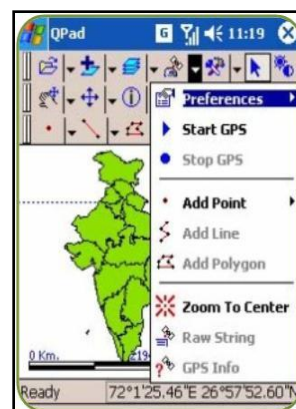 QPad G 11:19
Preferences
Start GPS
Stop GPS
Add Point
Add Line
Add Polygon
Zoom To Center
Raw String
GPS Info
0 Km. 219
Ready 72°1'25.46"E 26°57'52.60"N